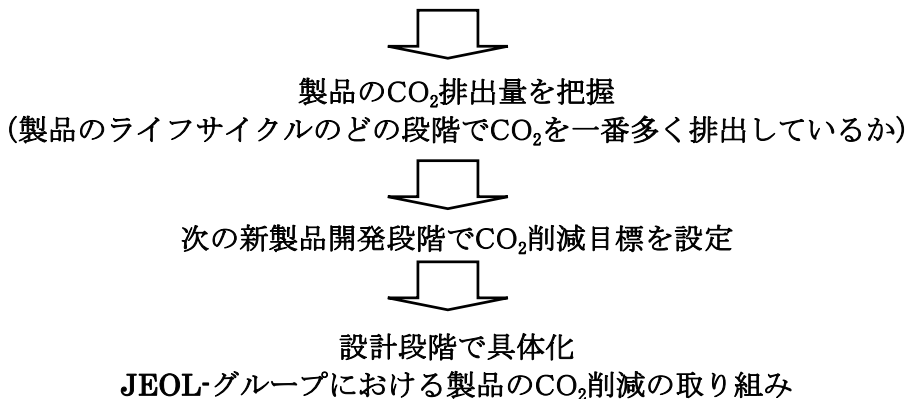 製品のCO₂排出量を把握
(製品のライフサイクルのどの段階でCO₂を一番多く排出しているか)
次の新製品開発段階でCO₂削減目標を設定
設計段階で具体化
JEOL-グループにおける製品のCO₂削減の取り組み